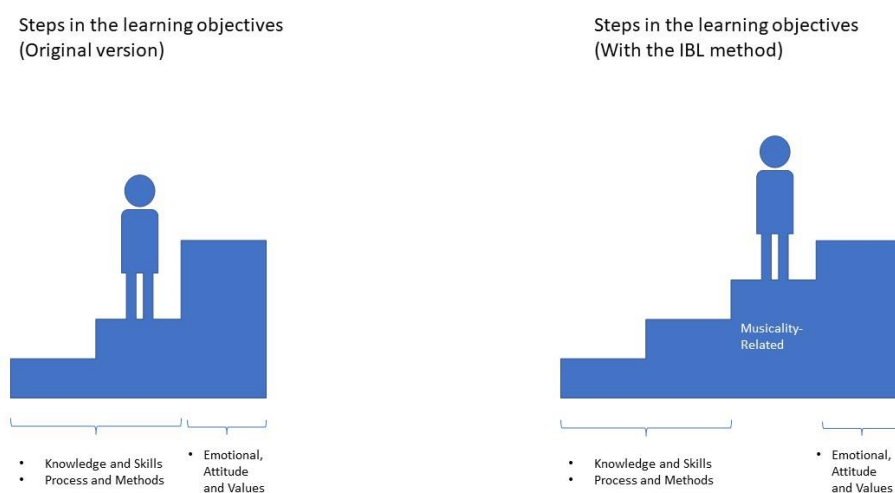 Steps in the learning objectives
(Original version)
Steps in the learning objectives
(With the IBL method)
Musicality-
Related
• Knowledge and Skills
• Process and Methods
• Emotional,
Attitude
and Values
• Knowledge and Skills
• Process and Methods
• Emotional,
Attitude
and Values